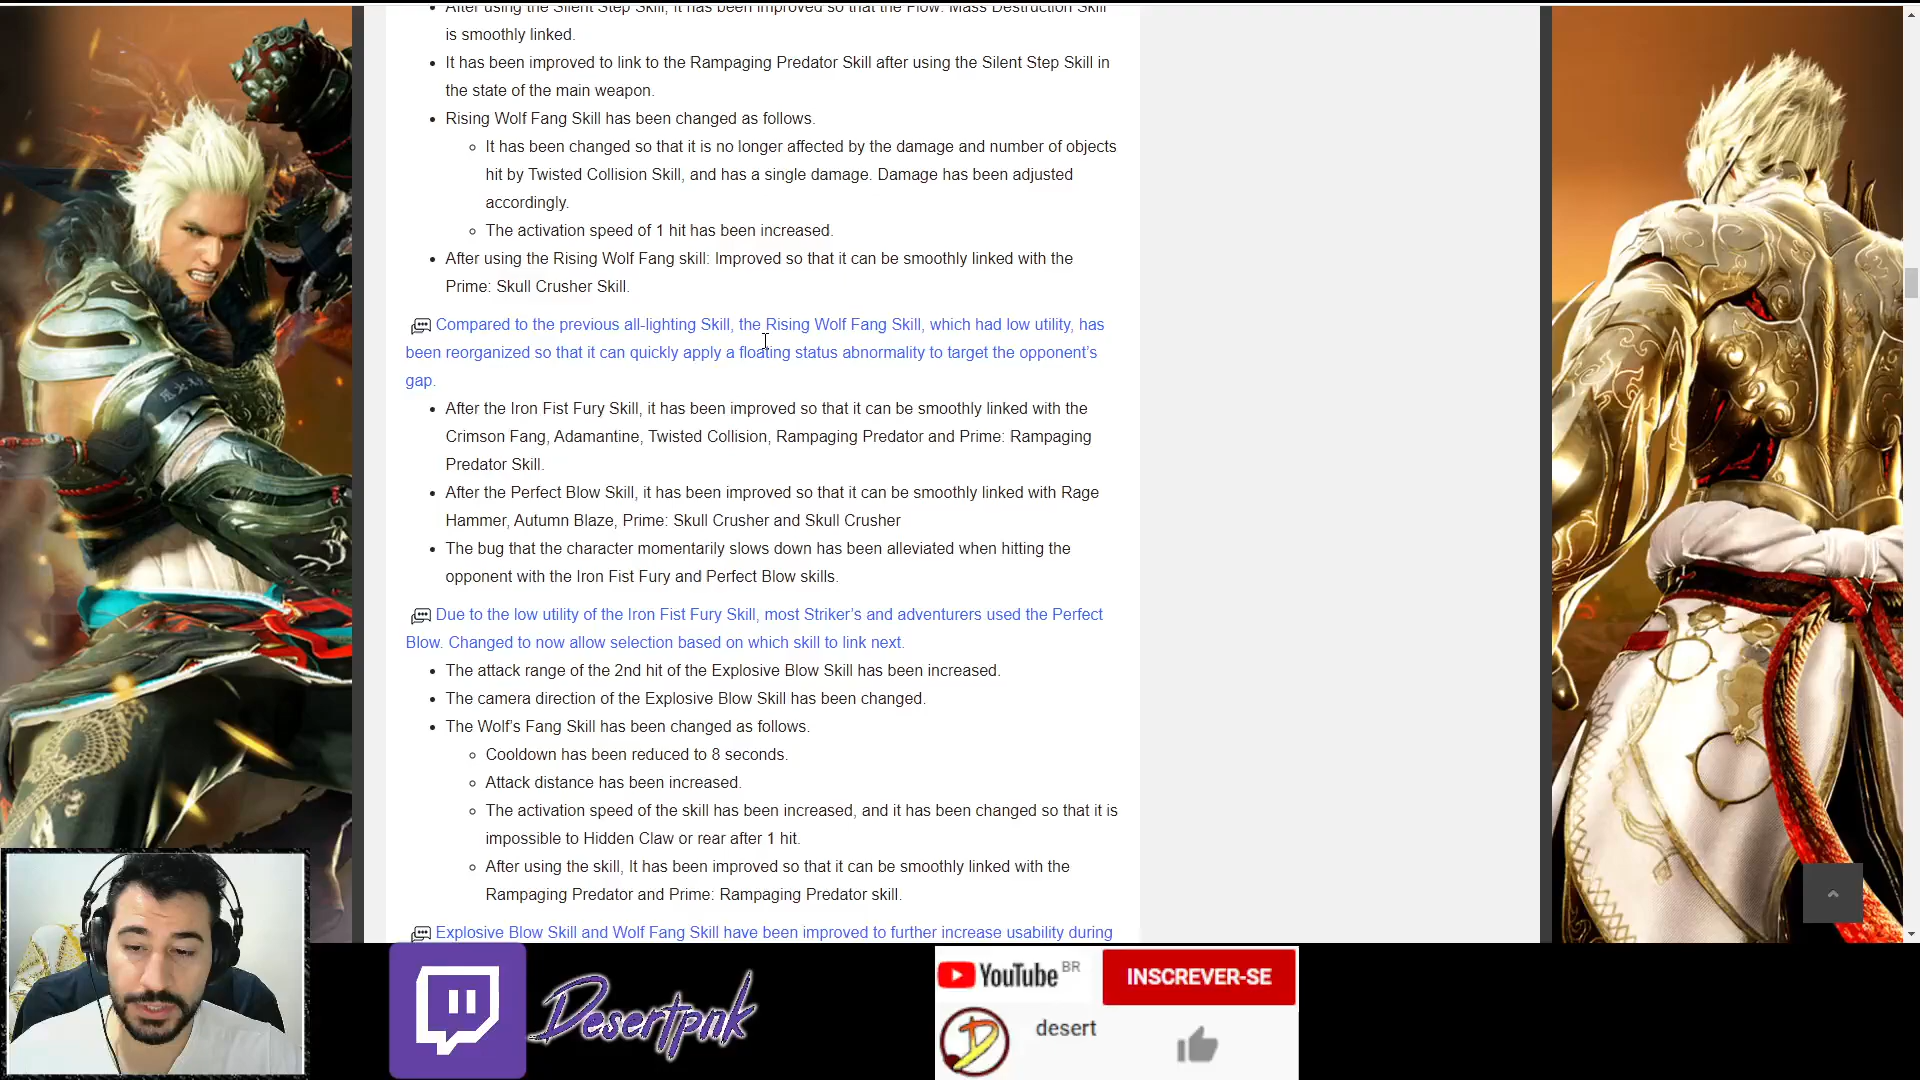 After using the Silent Step Skill, it has been improved so that the Flow: Mass Destruction Skill
is smoothly linked.
It has been improved to link to the Rampaging Predator Skill after using the Silent Step Skill in
the state of the main weapon.
Rising Wolf Fang Skill has been changed as follows.
It has been changed so that it is no longer affected by the damage and number of objects
hit by Twisted Collision Skill, and has a single damage. Damage has been adjusted
accordingly.
The activation speed of 1 hit has been increased.
After using the Rising Wolf Fang skill: Improved so that it can be smoothly linked with the
Prime: Skull Crusher Skill.
Compared to the previous all-lighting Skill, the Rising Wolf Fang Skill, which had low utility, has
been reorganized so that it can quickly apply a floating status abnormality to target the opponent's
gap.
After the Iron Fist Fury Skill, it has been improved so that it can be smoothly linked with the
Crimson Fang, Adamantine, Twisted Collision, Rampaging Predator and Prime: Rampaging
Predator Skill.
After the Perfect Blow Skill, it has been improved so that it can be smoothly linked with Rage
Hammer, Autumn Blaze, Prime: Skull Crusher and Skull Crusher
The bug that the character momentarily slows down has been alleviated when hitting the
opponent with the Iron Fist Fury and Perfect Blow skills.
Due to the low utility of the Iron Fist Fury Skill, most Striker's and adventurers used the Perfect
Blow. Changed to now allow selection based on which skill to link next.
The attack range of the 2nd hit of the Explosive Blow Skill has been increased.
The camera direction of the Explosive Blow Skill has been changed.
The Wolf's Fang Skill has been changed as follows.
Cooldown has been reduced to 8 seconds.
Attack distance has been increased.
The activation speed of the skill has been increased, and it has been changed so that it is
impossible to Hidden Claw or rear after 1 hit.
After using the skill, It has been improved so that it can be smoothly linked with the
Rampaging Predator and Prime: Rampaging Predator skill.
Explosive Blow Skill and Wolf Fang Skill have been improved to further increase usability during
Desertpnk
YouTube BR
INSCREVER-SE
desert